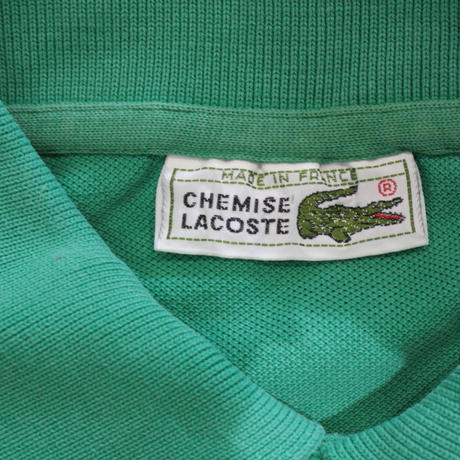 MADE IN FRANCE
CHEMISE
LACOSTE
®